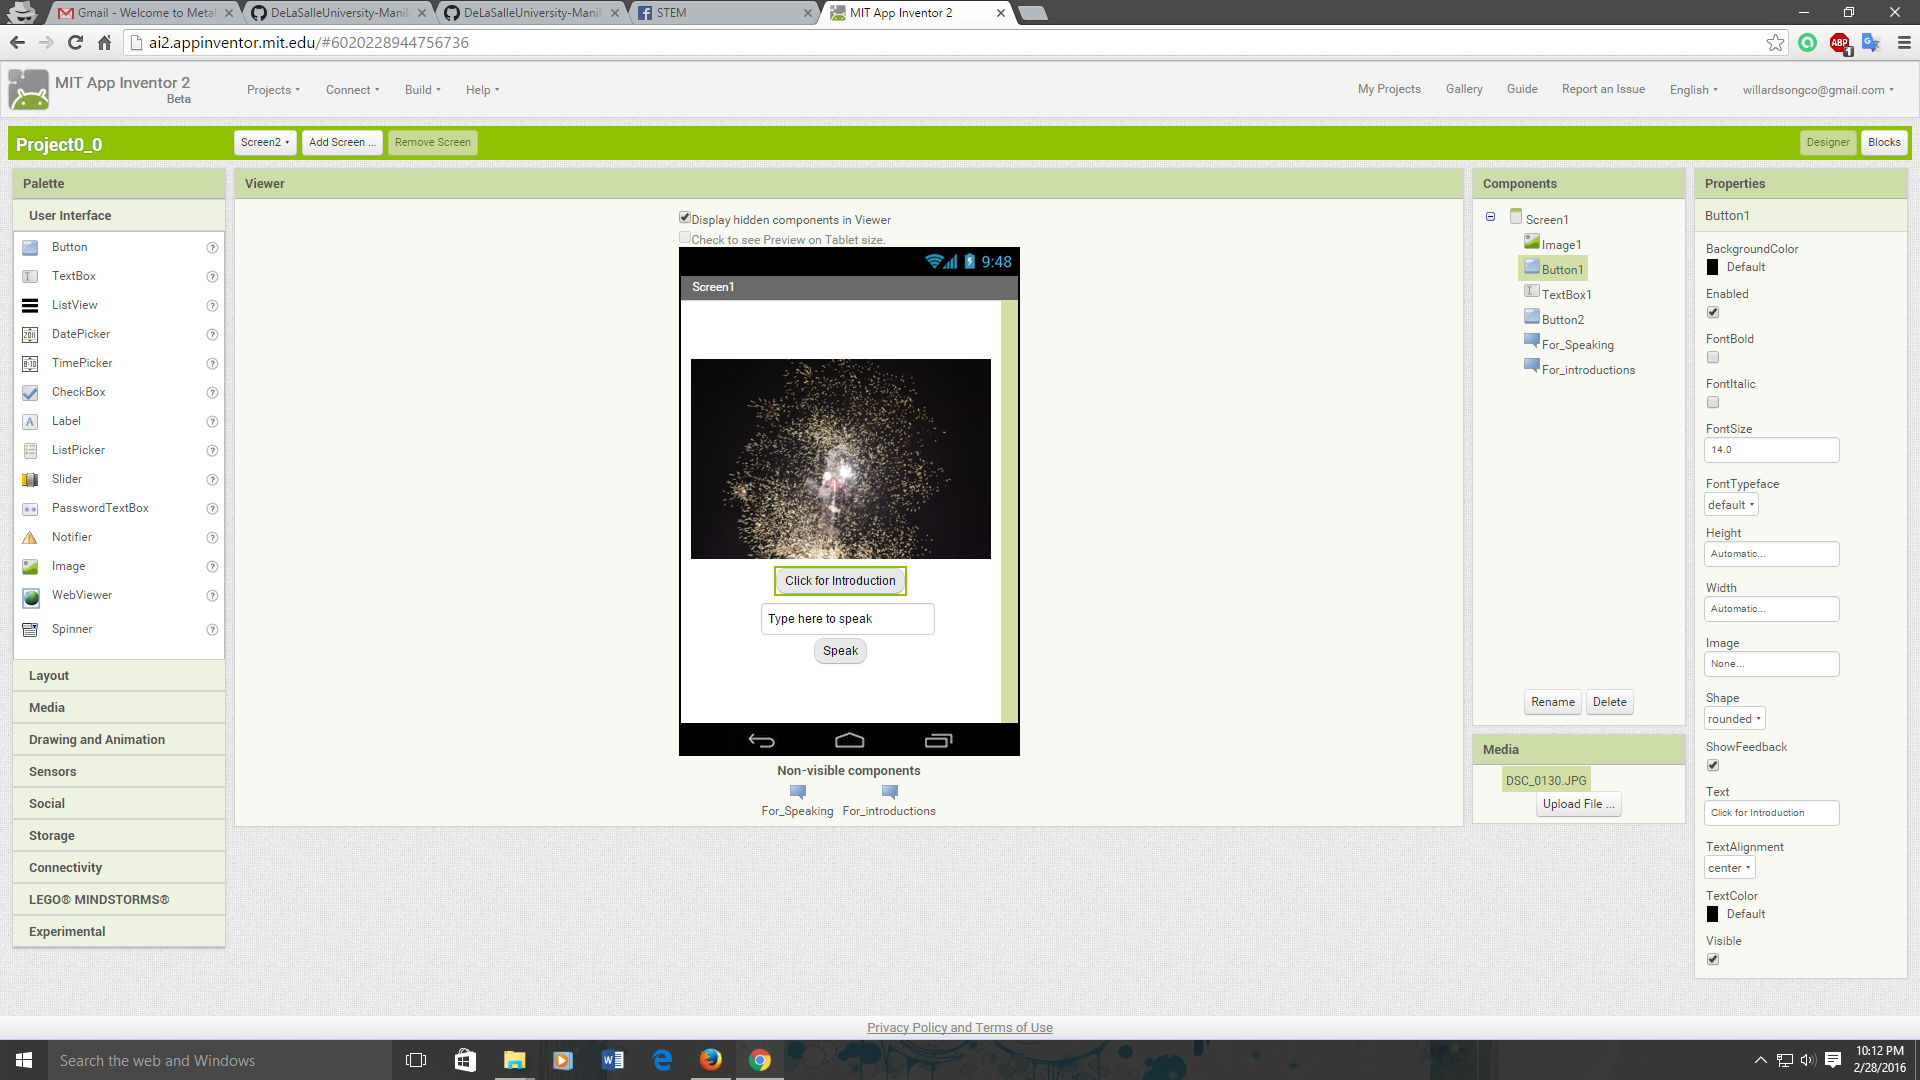 Gmail - Welcome to Metal
DeLaSalleUniversity-Manil
DeLaSalleUniversity-Manil
STEM
MIT App Inventor 2
ai2.appinventor.mit.edu/#6020228944756736
ABP
1
MIT App Inventor 2
Beta
Projects
Connect
Build
Help
My Projects
Gallery
Guide
Report an Issue
English
willardsongco@gmail.com
Project0_0
Screen2
Add Screen ...
Remove Screen
Designer
Blocks
Palette
User Interface
Button
TextBox
ListView
DatePicker
TimePicker
CheckBox
Label
ListPicker
Slider
PasswordTextBox
Notifier
Image
WebViewer
Spinner
Layout
Media
Drawing and Animation
Sensors
Social
Storage
Connectivity
LEGO® MINDSTORMS®
Experimental
Viewer
Display hidden components in Viewer
Check to see Preview on Tablet size.
9:48
Screen1
Click for Introduction
Type here to speak
Speak
Non-visible components
For_Speaking
For_introductions
Components
Screen1
Image1
Button1
TextBox1
Button2
For_Speaking
For_introductions
Rename
Delete
Media
DSC_0130.JPG
Upload File ...
Properties
Button1
BackgroundColor
Default
Enabled
FontBold
FontItalic
FontSize
14.0
FontTypeface
default
Height
Automatic...
Width
Automatic...
Image
None...
Shape
rounded
ShowFeedback
Text
Click for Introduction
TextAlignment
center
TextColor
Default
Visible
Privacy Policy and Terms of Use
Search the web and Windows
10:12 PM
2/28/2016